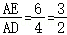 AE/AD = 6/4 = 3/2